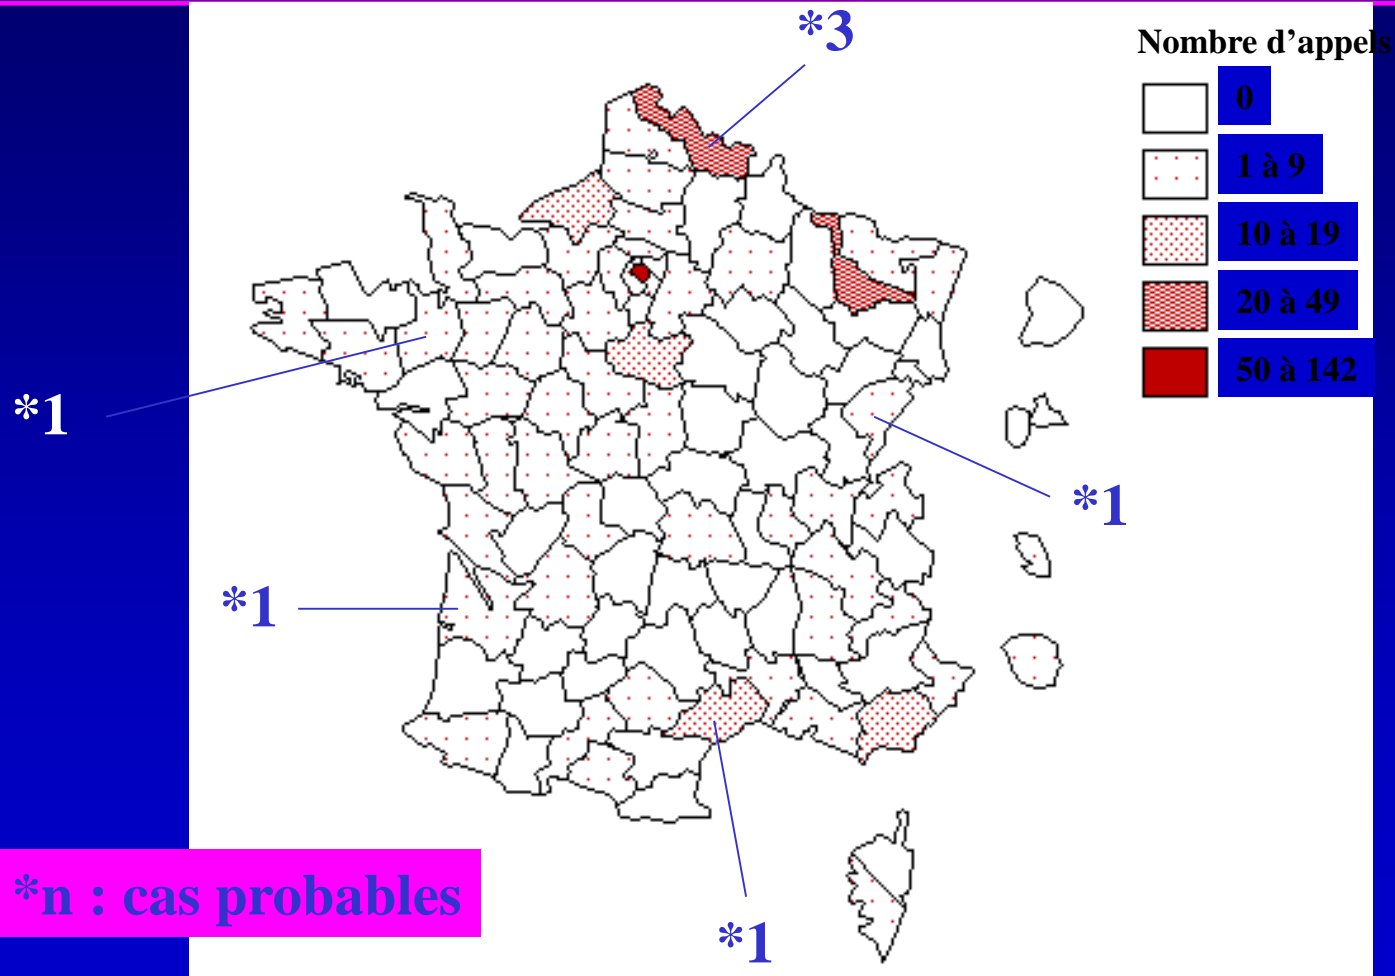 *3
Nombre d’appels
0
1 à 9
10 à 19
20 à 49
50 à 142
*1
*1
*1
*n : cas probables
*1